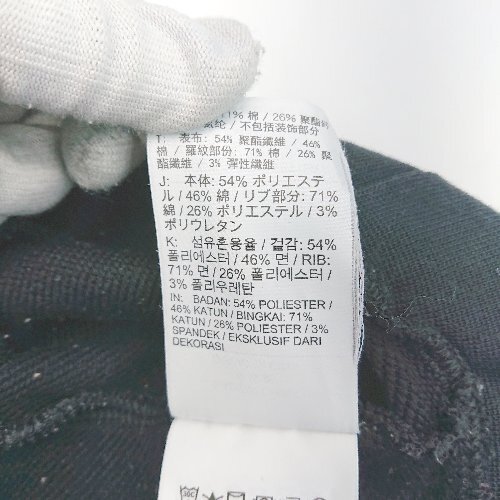 71% 棉 / 26% 聚酯纤
氨纶 / 不包括装饰部分
T: 表布: 54% 聚酯纖維 / 46%
棉 / 羅紋部份: 71% 棉 / 26% 聚
酯纖維 / 3% 彈性纖維
J: 本体: 54% ポリエステ
ル / 46% 綿 / リブ部分: 71%
綿 / 26% ポリエステル / 3%
ポリウレタン
K: 섬유혼용율 / 겉감: 54%
폴리에스터 / 46% 면 / RIB:
71% 면 / 26% 폴리에스터 /
3% 폴리우레탄
IN: BADAN: 54% POLIESTER /
46% KATUN / BINGKAI: 71%
KATUN / 26% POLIESTER / 3%
SPANDEK / EKSKLUSIF DARI
DEKORASI
30C